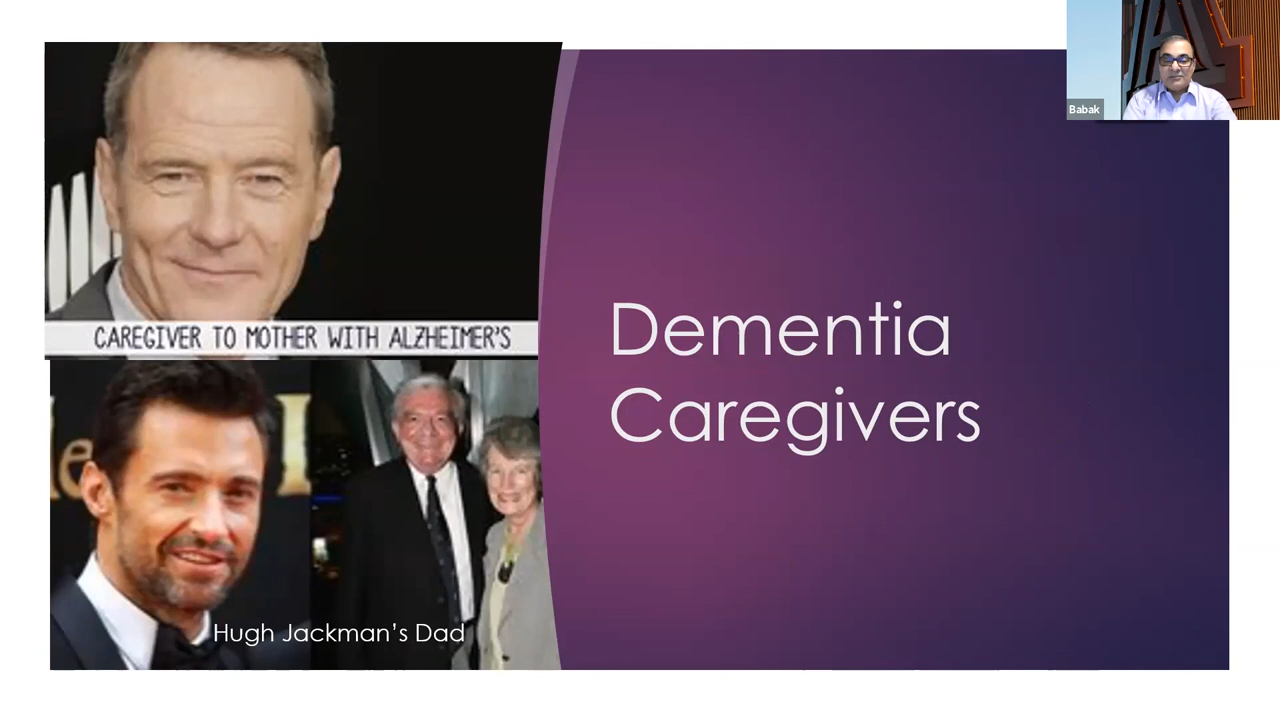 Babak
CAREGIVER TO MOTHER WITH ALZHEIMER'S
Dementia
Caregivers
Hugh Jackman's Dad